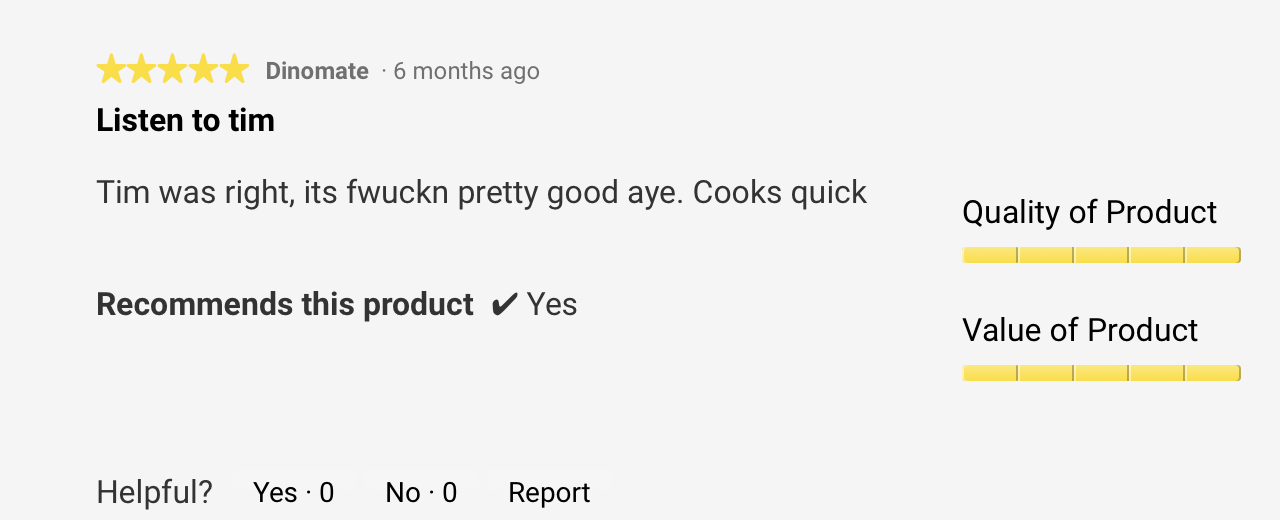 ★★★★★ Dinomate · 6 months ago
Listen to tim
Tim was right, its fwuckn pretty good aye. Cooks quick
Quality of Product
Recommends this product ✔ Yes
Value of Product
Helpful? Yes · 0 No · 0 Report